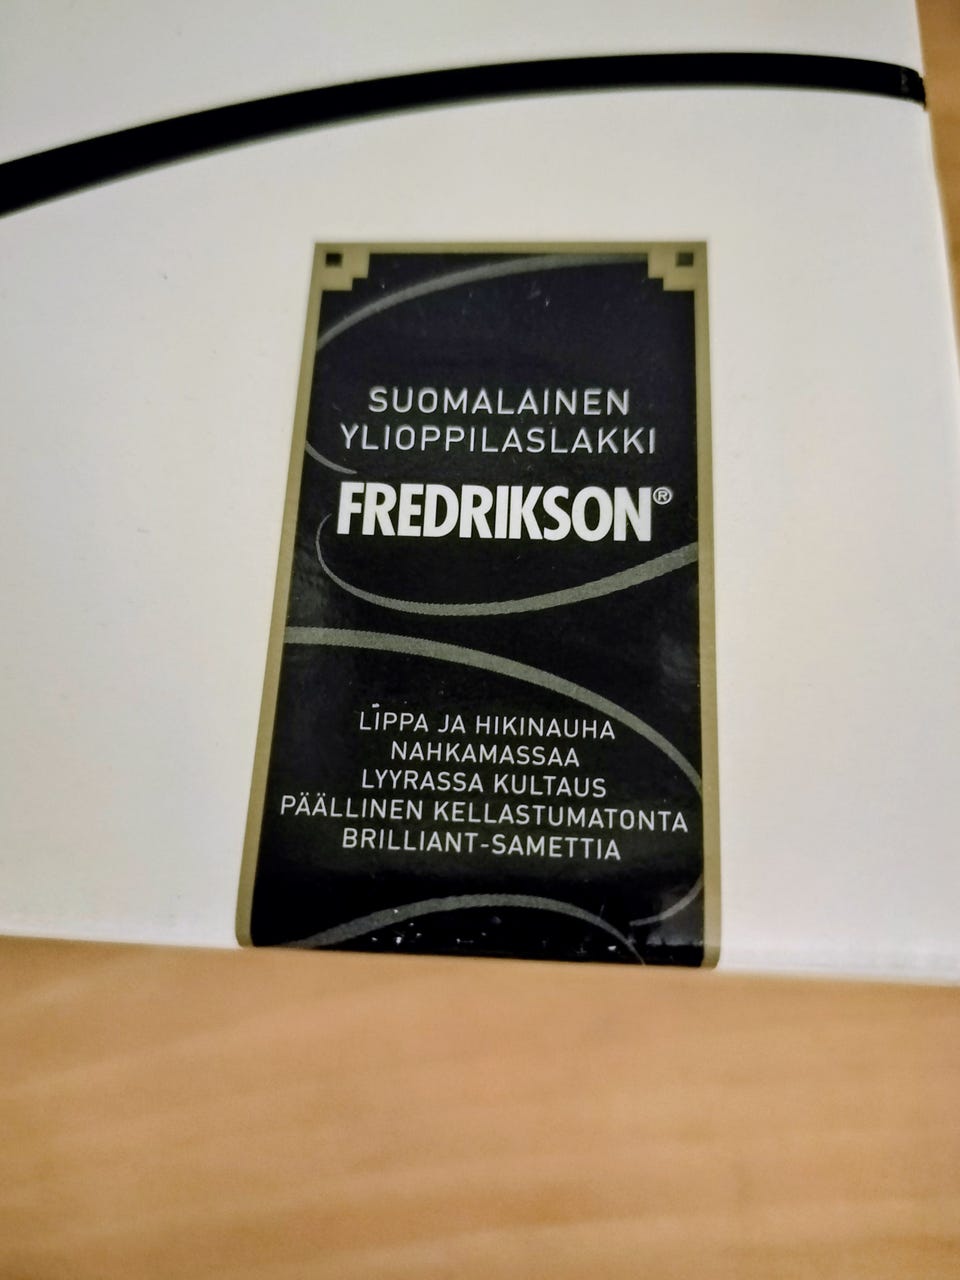 SUOMALAINEN
YLIOPPILASLAKKI
FREDRIKSON®
LIPPA JA HIKINAUHA
NAHKAMASSAA
LYYRASSA KULTAUS
PÄÄLLINEN KELLASTUMATONTA
BRILLIANT-SAMETTIA